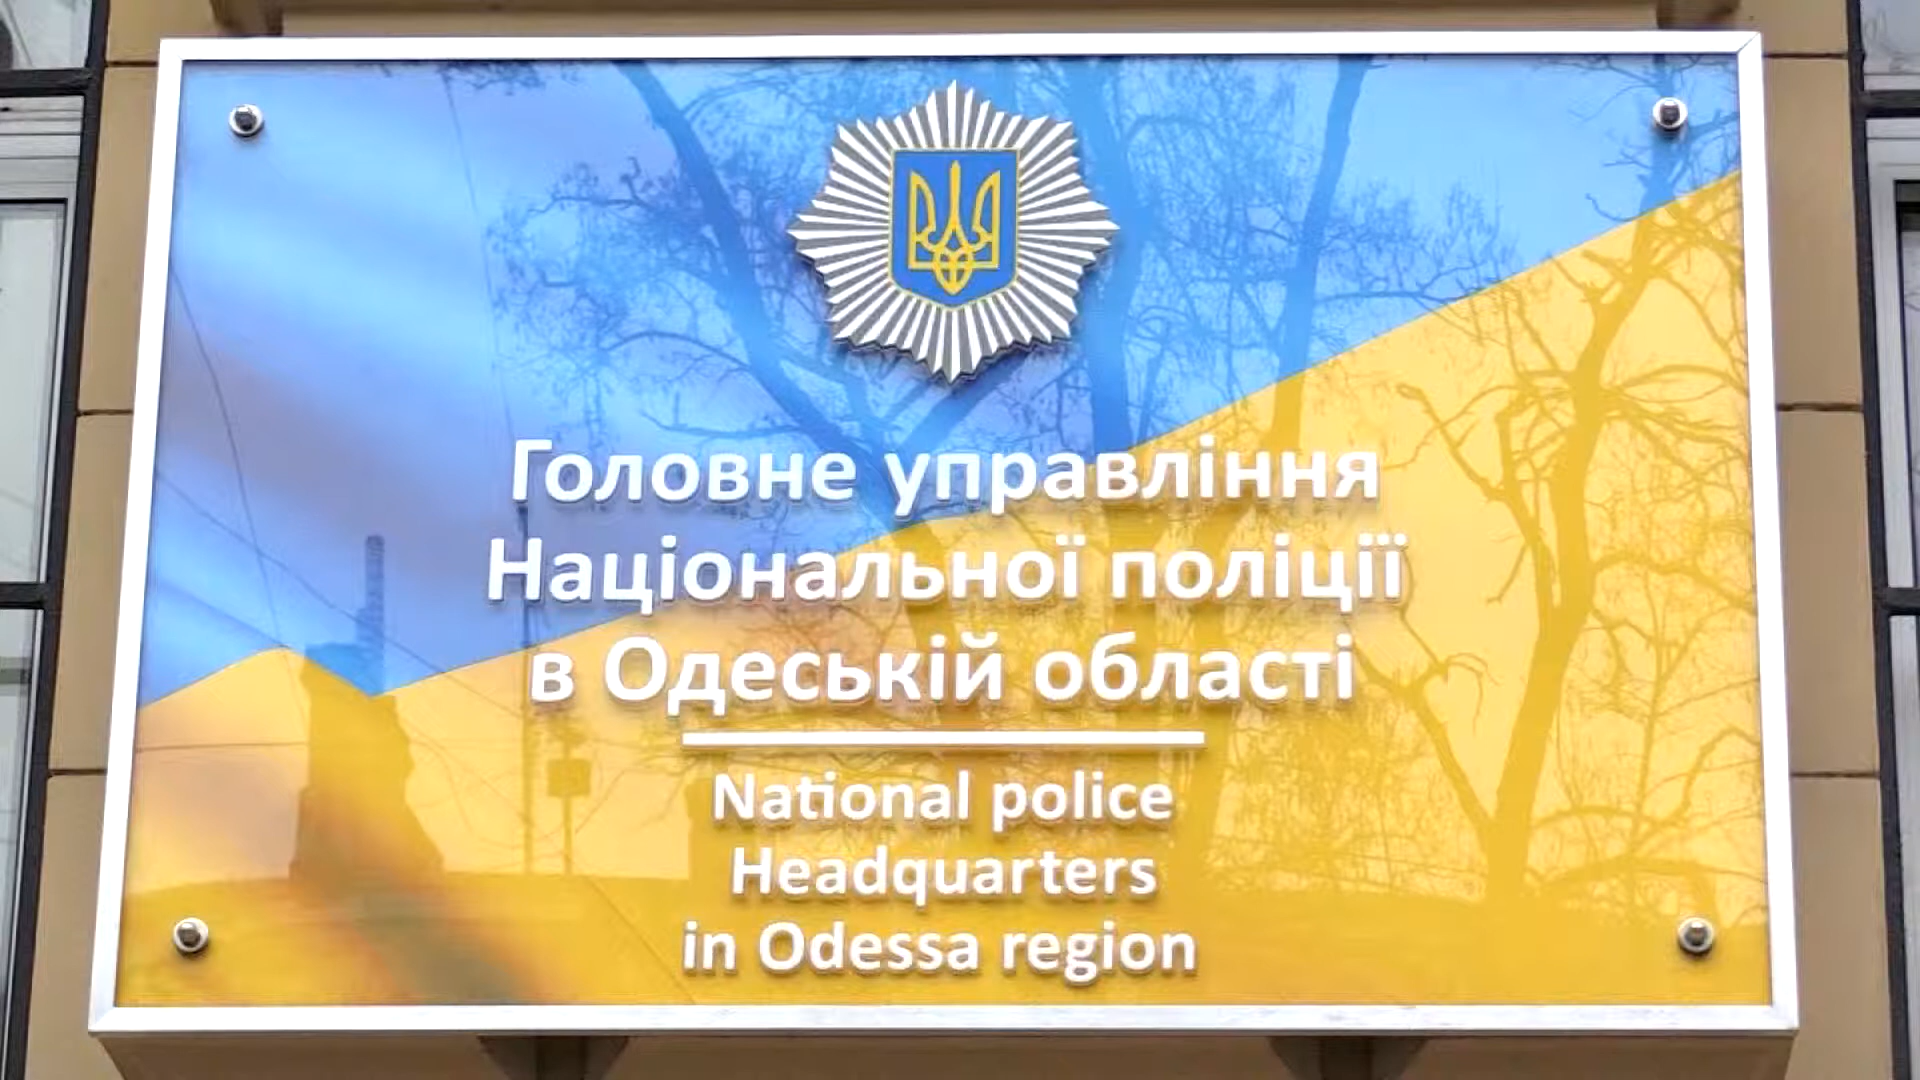 Головне управління
Національної поліції
в Одеській області
National police
Headquarters
in Odessa region